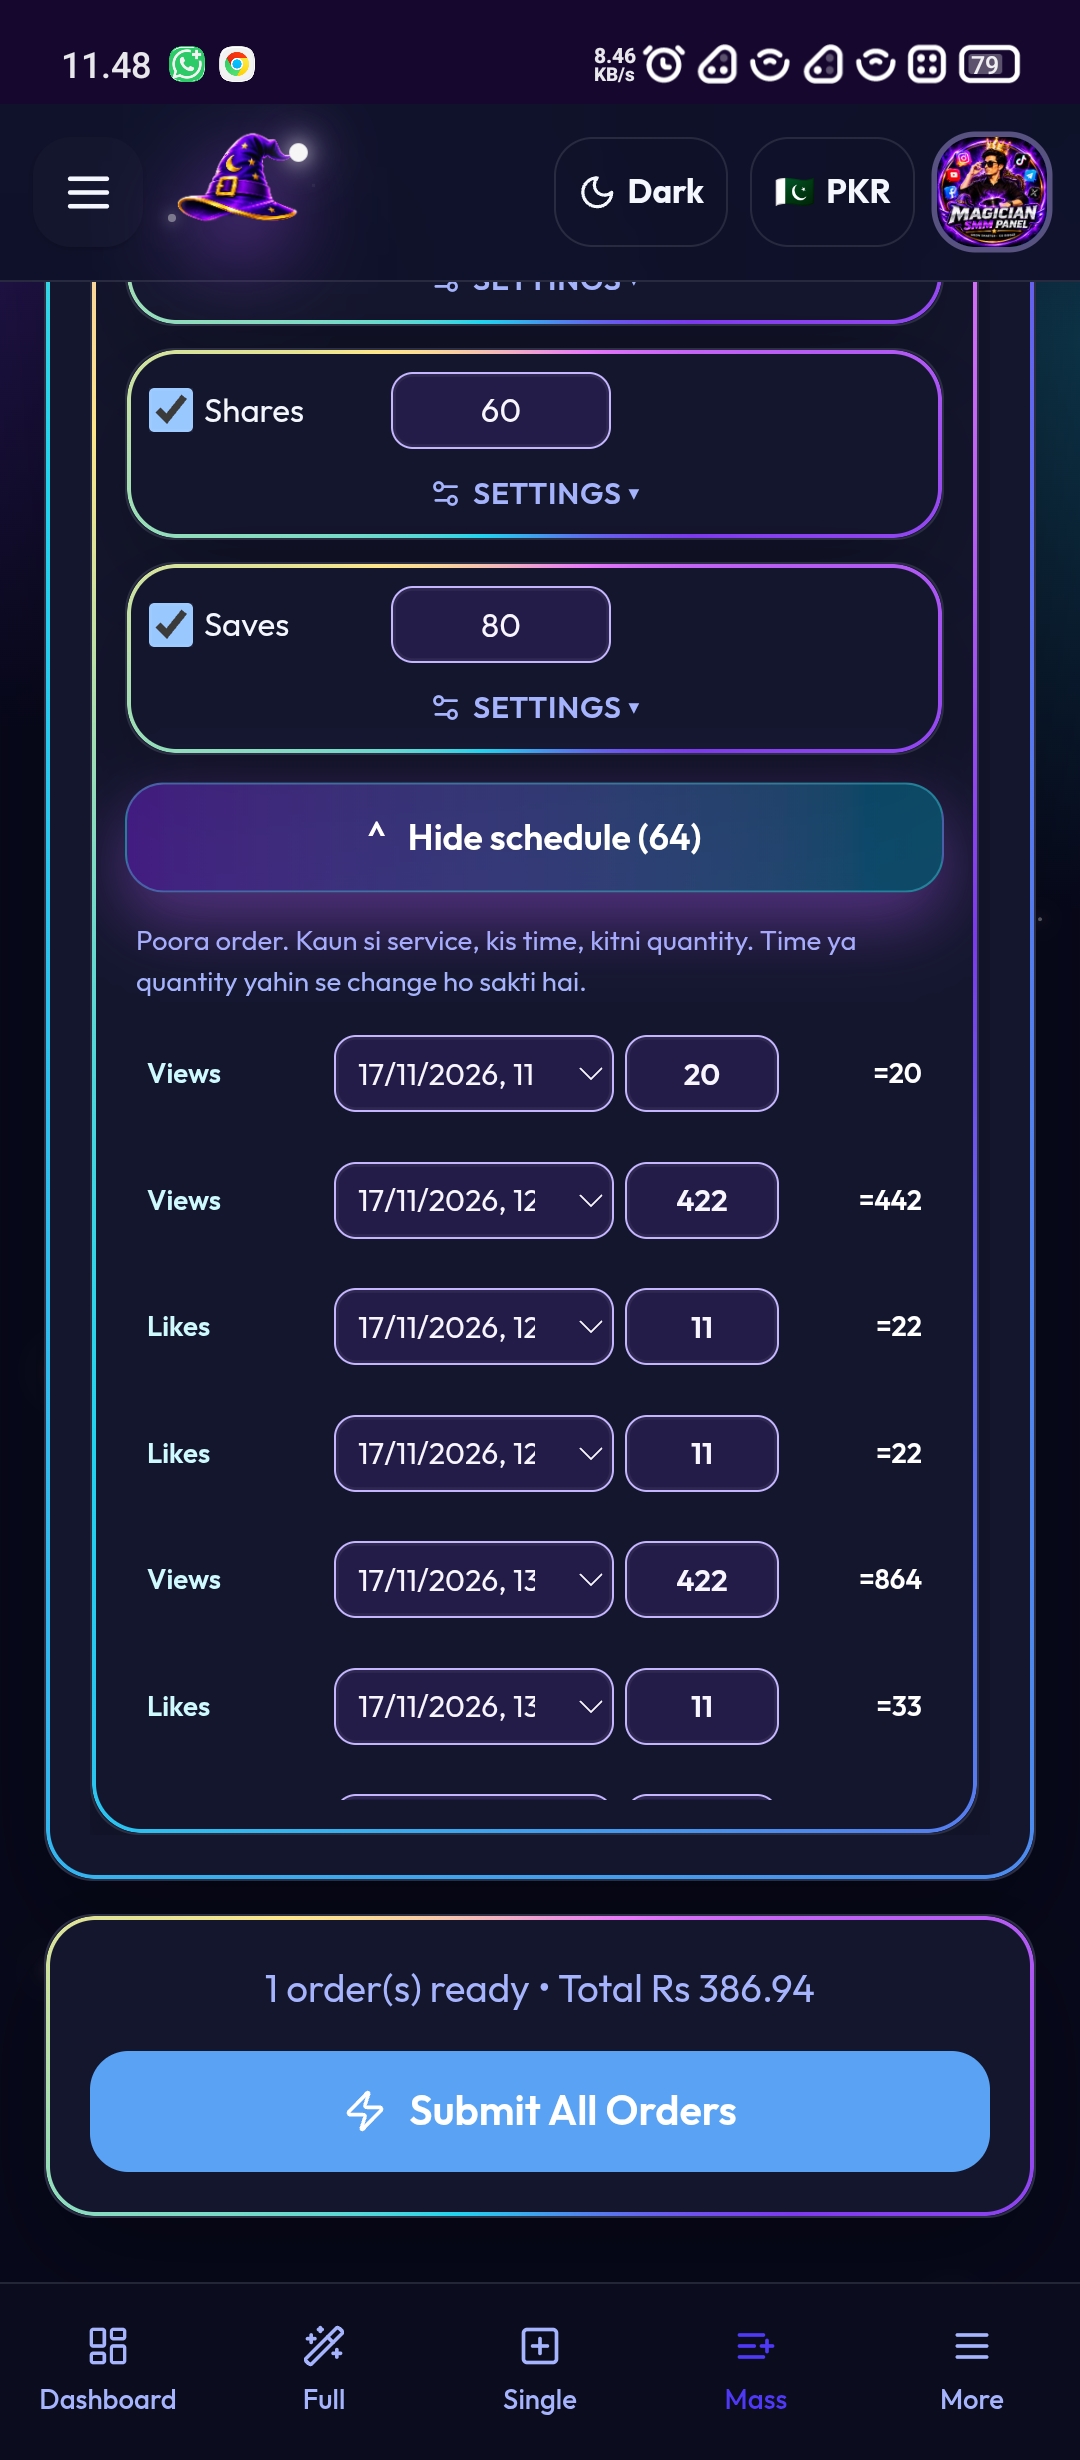 11.48
8.46
KB/s
79
Dark
PKR
MAGICIAN
SMM PANEL
SETTINGS
Shares
60
SETTINGS ▾
Saves
80
SETTINGS ▾
^ Hide schedule (64)
Poora order. Kaun si service, kis time, kitni quantity. Time ya
quantity yahin se change ho sakti hai.
Views 17/11/2026, 11 20 =20
Views 17/11/2026, 12 422 =442
Likes 17/11/2026, 12 11 =22
Likes 17/11/2026, 12 11 =22
Views 17/11/2026, 13 422 =864
Likes 17/11/2026, 13 11 =33
1 order(s) ready • Total Rs 386.94
Submit All Orders
Dashboard
Full
Single
Mass
More